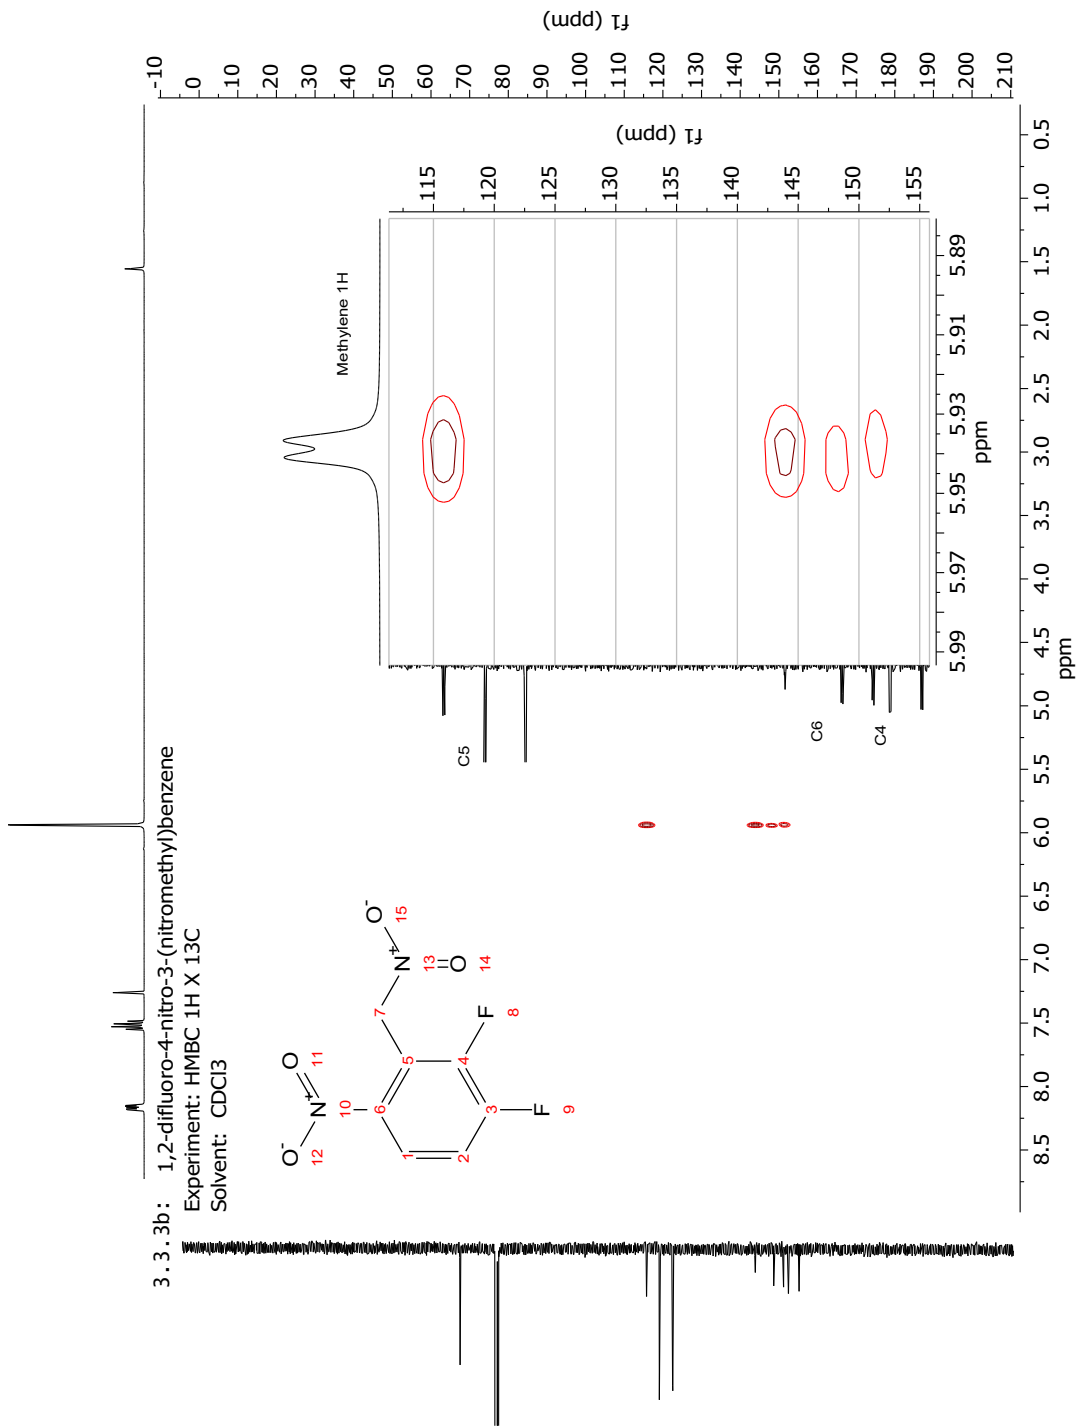 3.3.3b: 1,2-difluoro-4-nitro-3-(nitromethyl)benzene
Experiment: HMBC 1H X 13C
Solvent: CDCl3
O-
12
N+
10
O
11
6
1
2
3
4
5
7
N+
13
O-
15
O
14
F
8
F
9
Methylene 1H
C5
C6
C4
5.99 5.97 5.95 5.93 5.91 5.89
ppm
115 120 125 130 135 140 145 150 155
f1 (ppm)
8.5 8.0 7.5 7.0 6.5 6.0 5.5 5.0 4.5 4.0 3.5 3.0 2.5 2.0 1.5 1.0 0.5
ppm
-10 0 10 20 30 40 50 60 70 80 90 100 110 120 130 140 150 160 170 180 190 200 210
f1 (ppm)